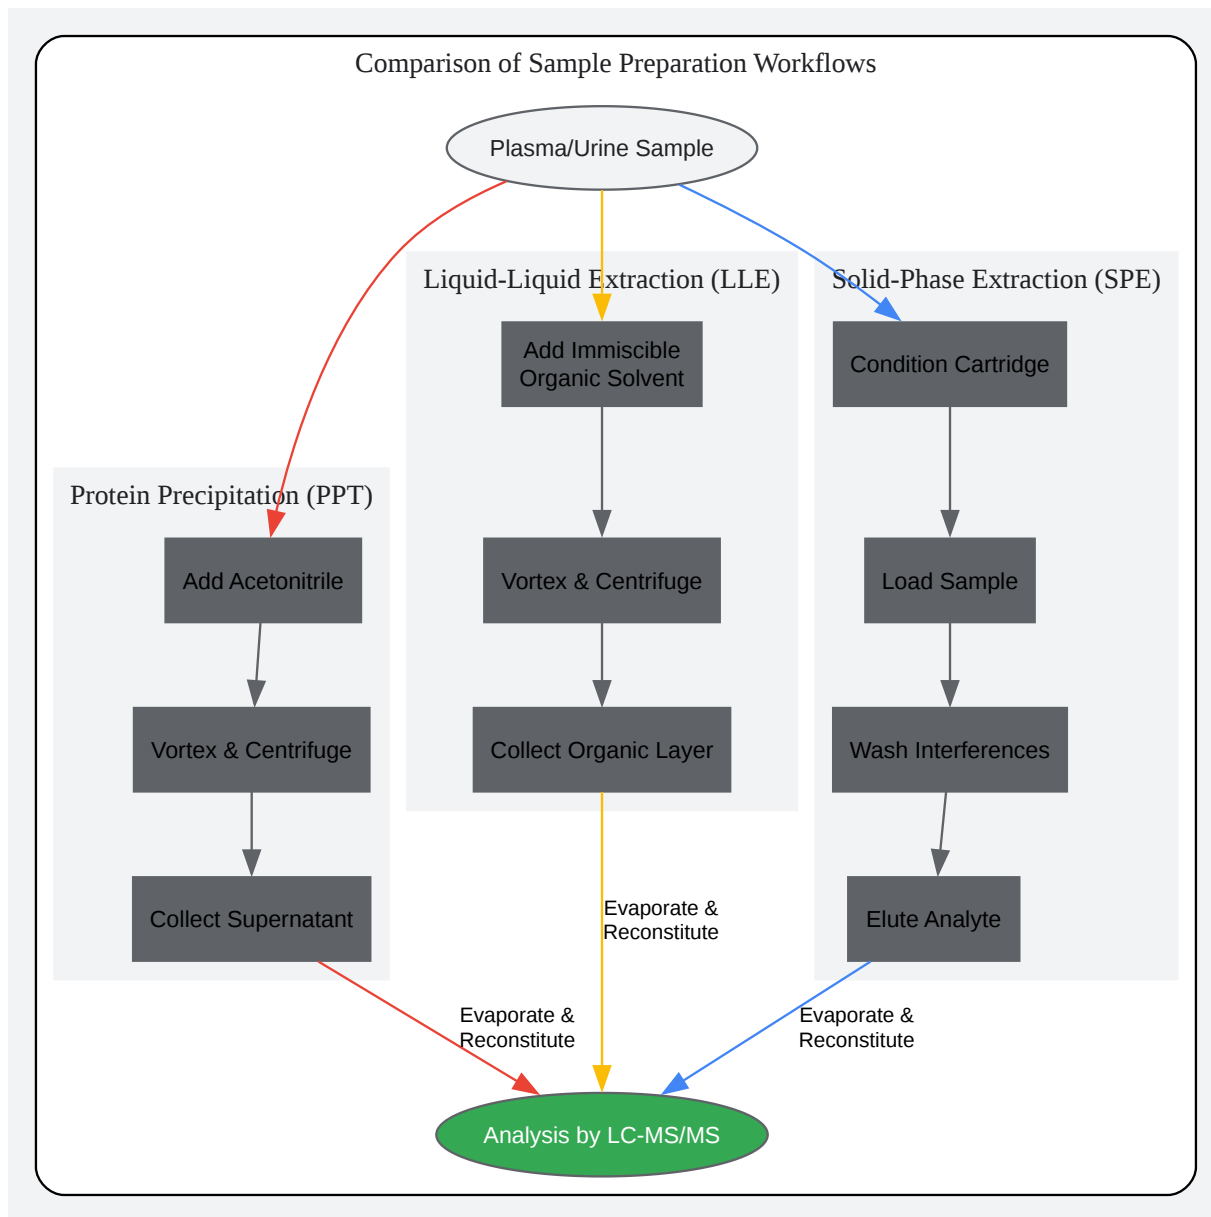 Comparison of Sample Preparation Workflows
Plasma/Urine Sample
Liquid-Liquid Extraction (LLE)
Add Immiscible
Organic Solvent
Vortex & Centrifuge
Collect Organic Layer
Solid-Phase Extraction (SPE)
Condition Cartridge
Load Sample
Wash Interferences
Elute Analyte
Protein Precipitation (PPT)
Add Acetonitrile
Vortex & Centrifuge
Collect Supernatant
Evaporate &
Reconstitute
Evaporate &
Reconstitute
Evaporate &
Reconstitute
Analysis by LC-MS/MS